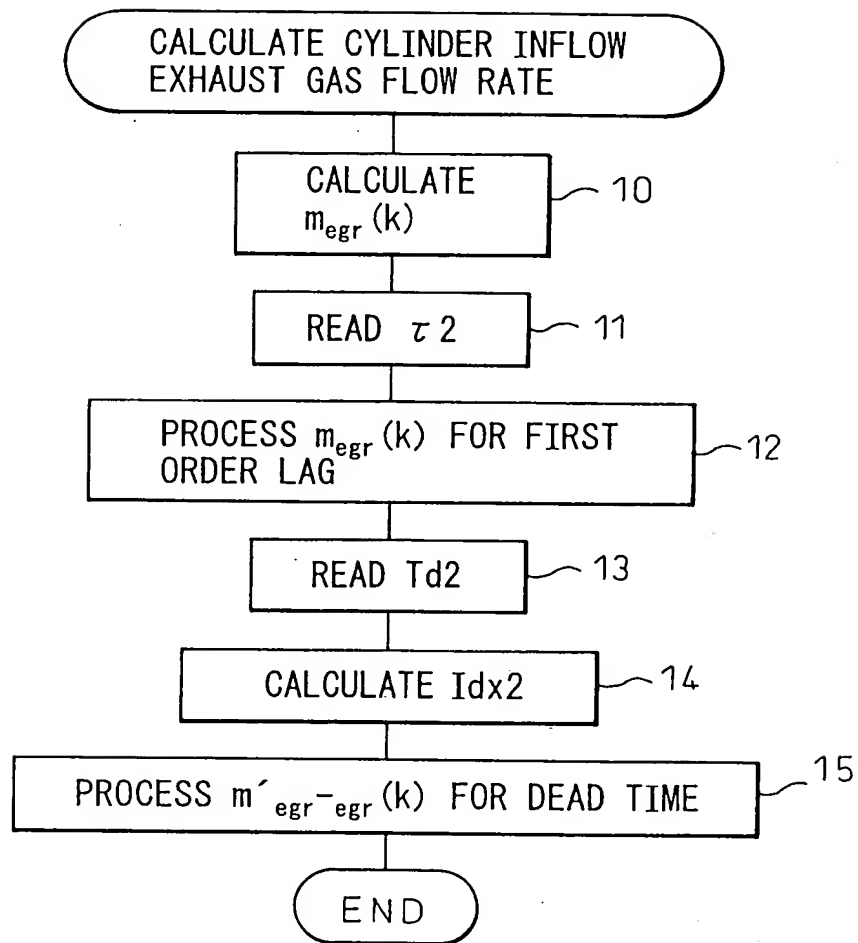 CALCULATE CYLINDER INFLOW
EXHAUST GAS FLOW RATE
CALCULATE
m_egr (k)
10
READ τ2
11
PROCESS m_egr (k) FOR FIRST
ORDER LAG
12
READ Td2
13
CALCULATE Idx2
14
PROCESS m´_egr-egr (k) FOR DEAD TIME
15
END